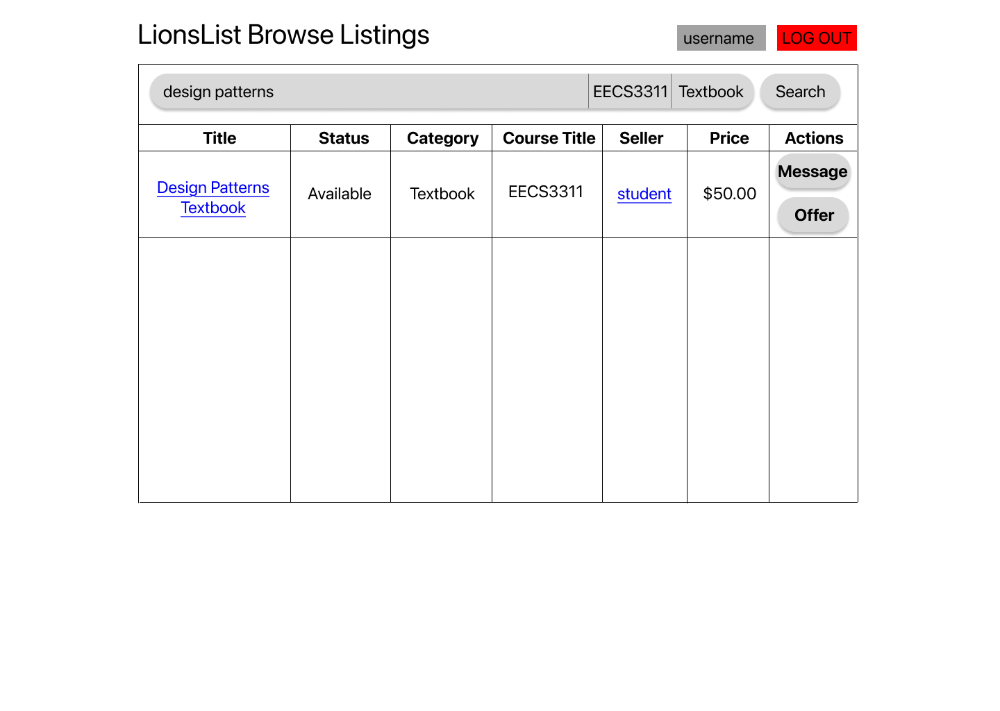 LionsList Browse Listings
username
LOG OUT
design patterns
EECS3311
Textbook
Search
Title
Status
Category
Course Title
Seller
Price
Actions
Design Patterns
Textbook
Available
Textbook
EECS3311
student
$50.00
Message
Offer